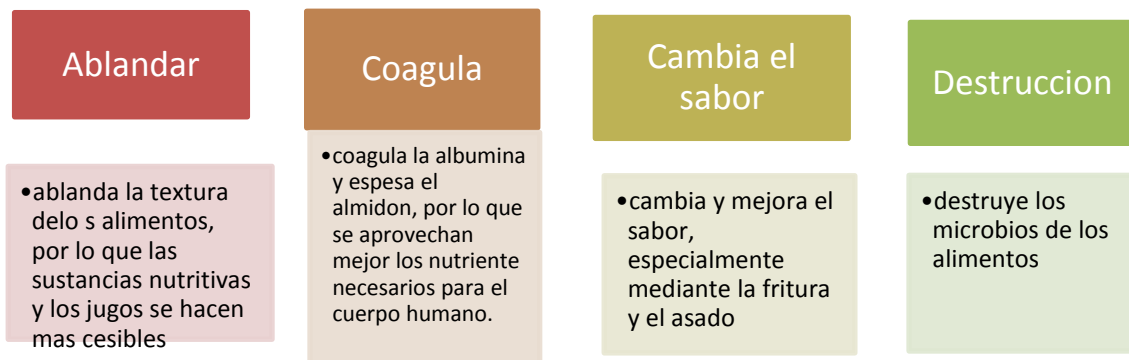 Ablandar
•ablanda la textura
delo s alimentos,
por lo que las
sustancias nutritivas
y los jugos se hacen
mas cesibles
Coagula
•coagula la albumina
y espesa el
almidon, por lo que
se aprovechan
mejor los nutriente
necesarios para el
cuerpo humano.
Cambia el
sabor
•cambia y mejora el
sabor,
especialmente
mediante la fritura
y el asado
Destruccion
•destruye los
microbios de los
alimentos